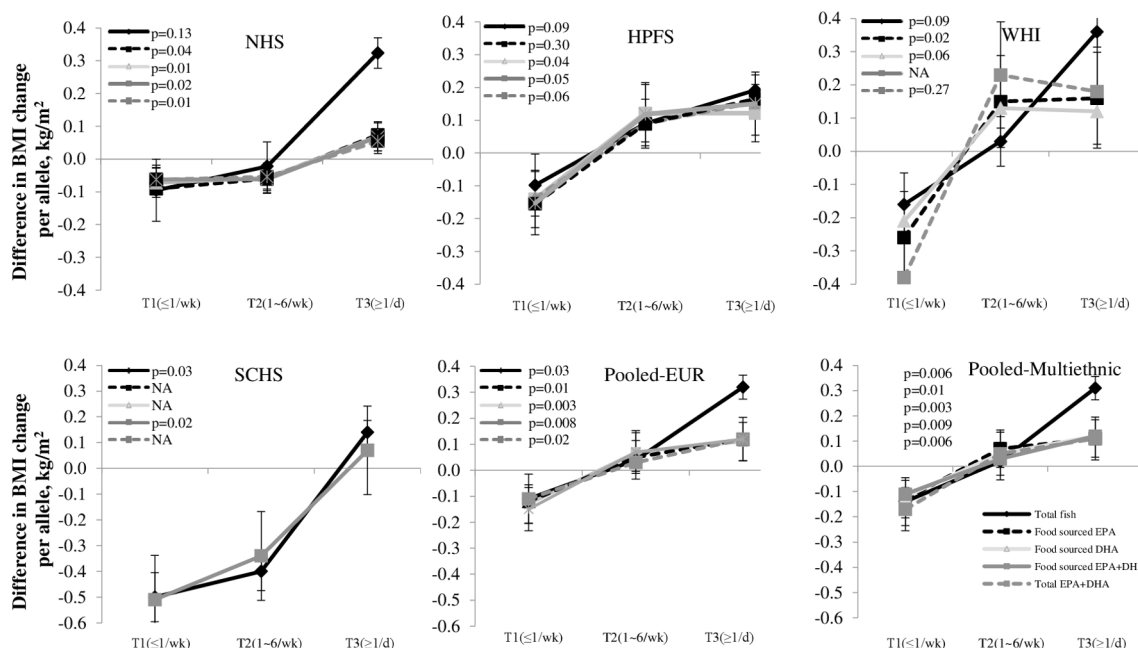 Difference in BMI change
per allele, kg/m²
NHS
0.4
0.3
0.2
0.1
0.0
-0.1
-0.2
-0.3
-0.4
p=0.13
p=0.04
p=0.01
p=0.02
p=0.01
T1(≤1/wk) T2(1~6/wk) T3(≥1/d)
HPFS
0.4
0.3
0.2
0.1
0.0
-0.1
-0.2
-0.3
-0.4
p=0.09
p=0.30
p=0.04
p=0.05
p=0.06
T1(≤1/wk) T2(1~6/wk) T3(≥1/d)
WHI
0.4
0.3
0.2
0.1
0.0
-0.1
-0.2
-0.3
-0.4
p=0.09
p=0.02
p=0.06
NA
p=0.27
T1(≤1/wk) T2(1~6/wk) T3(≥1/d)
Difference in BMI change
per allele, kg/m²
SCHS
0.4
0.3
0.2
0.1
0.0
-0.1
-0.2
-0.3
-0.4
-0.5
-0.6
p=0.03
NA
NA
p=0.02
NA
T1(≤1/wk) T2(1~6/wk) T3(≥1/d)
Pooled-EUR
0.4
0.3
0.2
0.1
0.0
-0.1
-0.2
-0.3
-0.4
-0.5
-0.6
p=0.03
p=0.01
p=0.003
p=0.008
p=0.02
T1(≤1/wk) T2(1~6/wk) T3(≥1/d)
Pooled-Multiethnic
0.4
0.3
0.2
0.1
0.0
-0.1
-0.2
-0.3
-0.4
-0.5
-0.6
p=0.006
p=0.01
p=0.003
p=0.009
p=0.006
Total fish
Food sourced EPA
Food sourced DHA
Food sourced EPA+DH
Total EPA+DHA
T1(≤1/wk) T2(1~6/wk) T3(≥1/d)